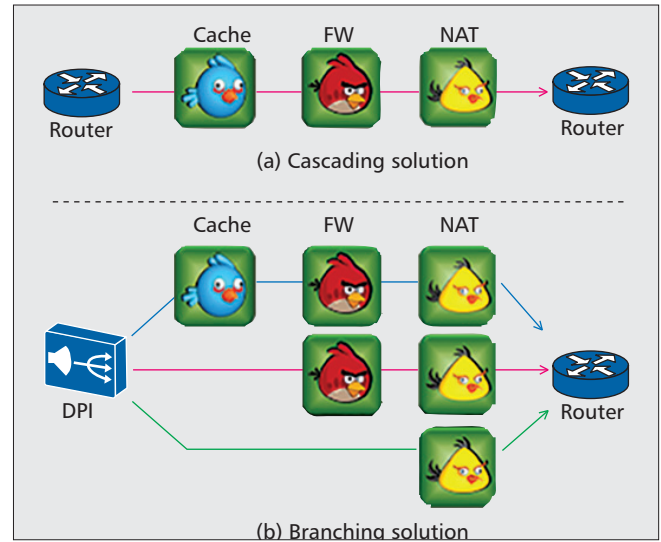 Cache FW NAT
Router Router
(a) Cascading solution
Cache FW NAT
DPI Router
(b) Branching solution